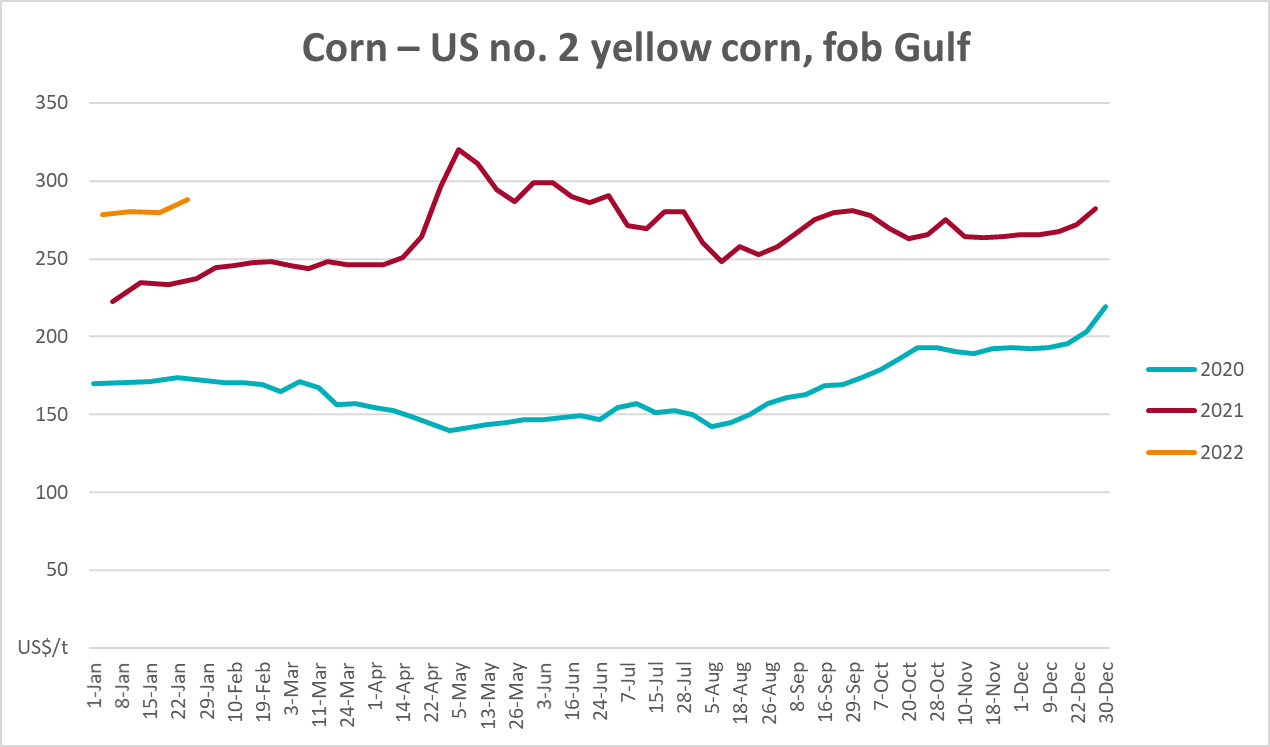 Corn – US no. 2 yellow corn, fob Gulf
350
300
250
200
150
100
50
US$/t
2020
2021
2022
1-Jan
8-Jan
15-Jan
22-Jan
29-Jan
10-Feb
19-Feb
3-Mar
11-Mar
24-Mar
1-Apr
14-Apr
22-Apr
5-May
13-May
26-May
3-Jun
16-Jun
24-Jun
7-Jul
15-Jul
28-Jul
5-Aug
18-Aug
26-Aug
8-Sep
16-Sep
29-Sep
7-Oct
20-Oct
28-Oct
10-Nov
18-Nov
1-Dec
9-Dec
22-Dec
30-Dec